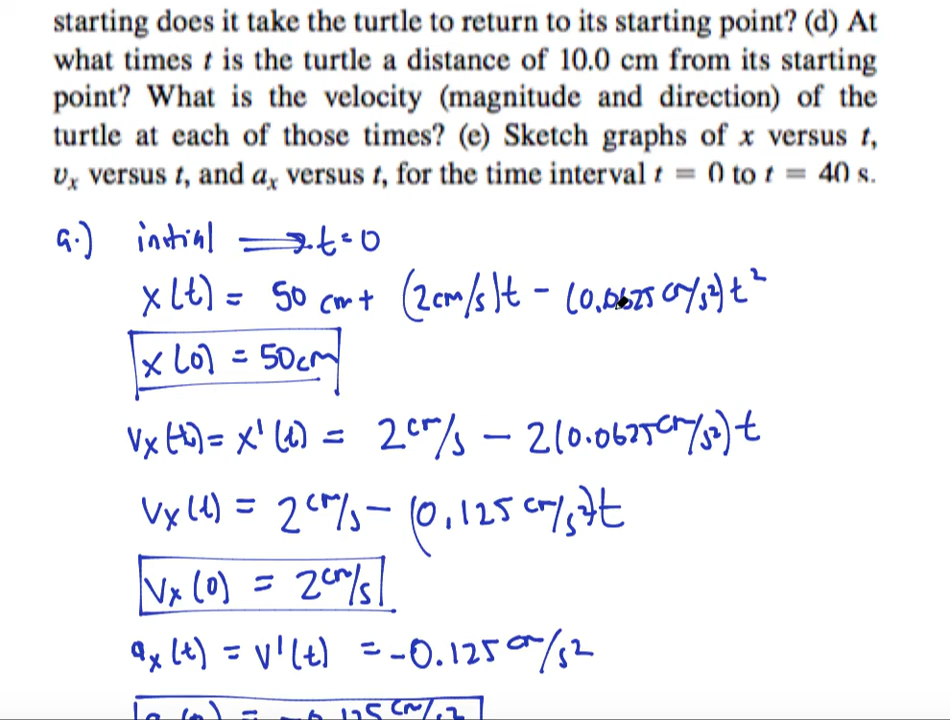 starting does it take the turtle to return to its starting point? (d) At
what times t is the turtle a distance of 10.0 cm from its starting
point? What is the velocity (magnitude and direction) of the
turtle at each of those times? (e) Sketch graphs of x versus t,
vₓ versus t, and aₓ versus t, for the time interval t = 0 to t = 40 s.
a.) initial ⟹ t=0
x(t) = 50 cm + (2cm/s)t - (0.0625 cm/s²)t²
x(0) = 50cm
Vx(t) = x'(t) = 2cm/s - 2(0.0625cm/s²)t
Vx(t) = 2cm/s - (0.125 cm/s²)t
Vx(0) = 2cm/s
ax(t) = v'(t) = -0.125 cm/s²